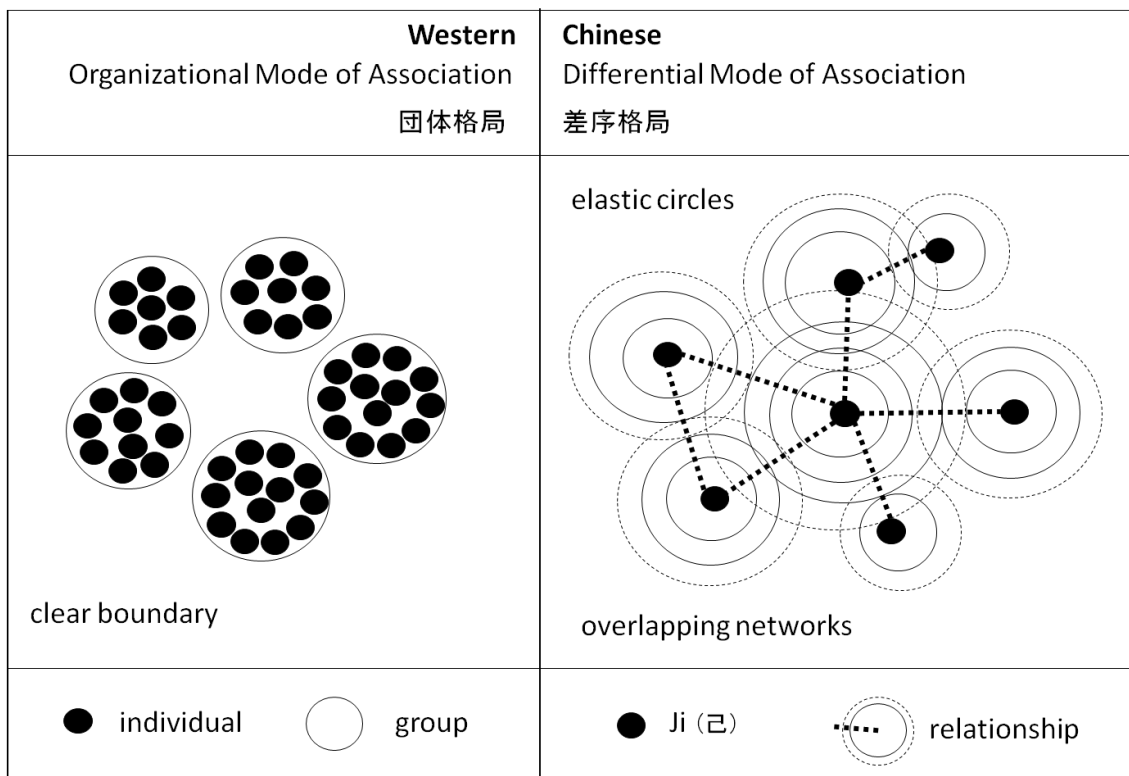 Western
Organizational Mode of Association
団体格局
Chinese
Differential Mode of Association
差序格局
clear boundary
elastic circles
overlapping networks
individual
group
Ji（己）
relationship